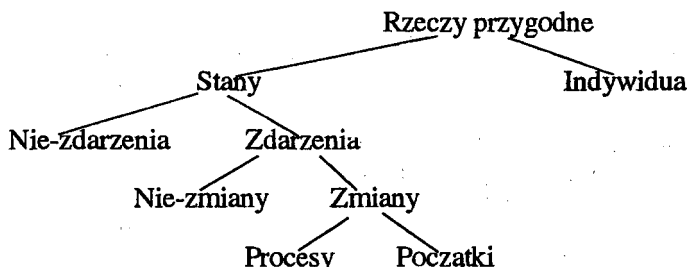 Rzeczy przygodne
Stany Indywidua
Nie-zdarzenia Zdarzenia
Nie-zmiany Zmiany
Procesy Początki